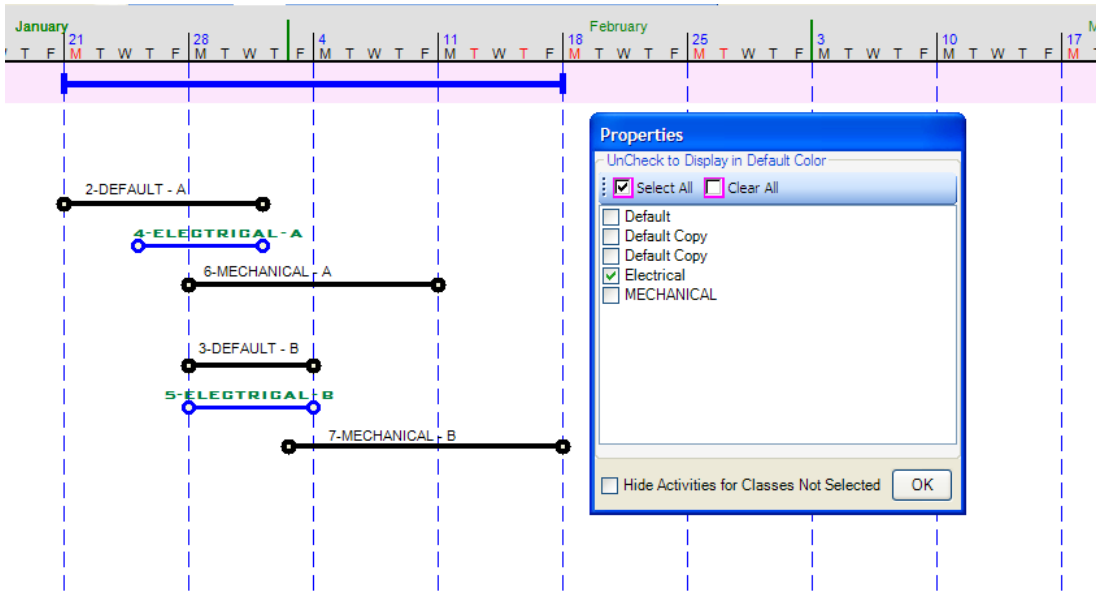 January February M
21 28 4 11 18 25 3 10 17
T F M T W T F M T W T F M T W T F M T T T F M T W T F M T W T F M T W T F M T W T F M
Properties
UnCheck to Display in Default Color
Select All Clear All
2-DEFAULT - A
Default
4-ELECTRICAL-A
Default Copy
Default Copy
6-MECHANICAL - A
Electrical
MECHANICAL
3-DEFAULT - B
5-ELECTRICAL-B
7-MECHANICAL - B
Hide Activities for Classes Not Selected OK